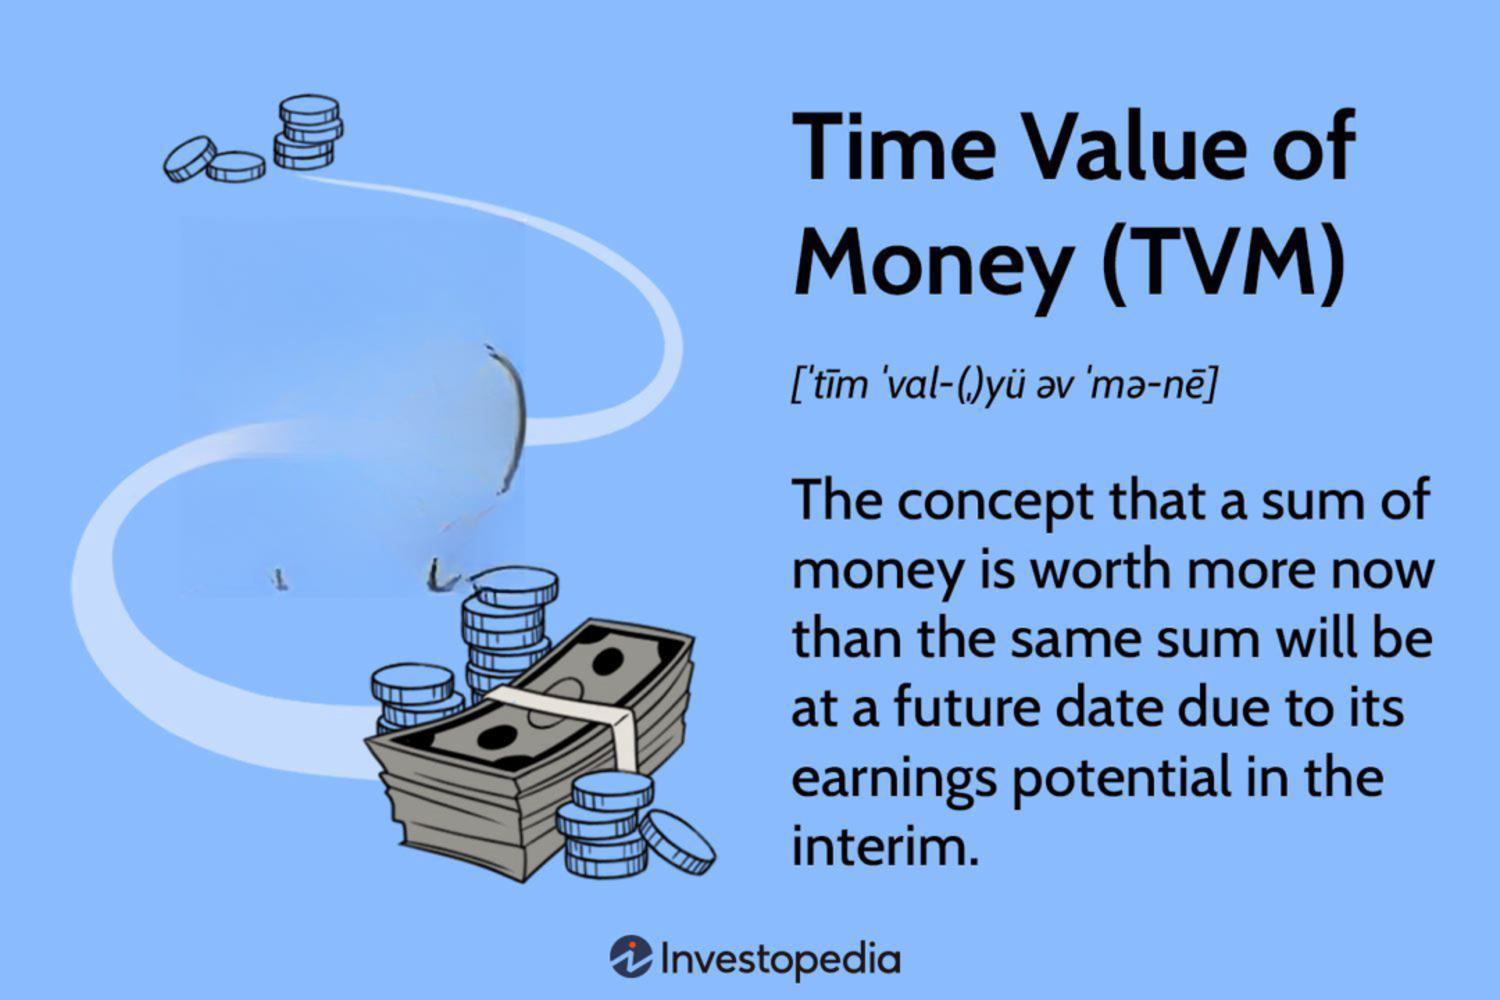 Time Value of
Money (TVM)
[ˈtīm ˈval-(ˌ)yü əv ˈmə-nē]
The concept that a sum of
money is worth more now
than the same sum will be
at a future date due to its
earnings potential in the
interim.
Investopedia